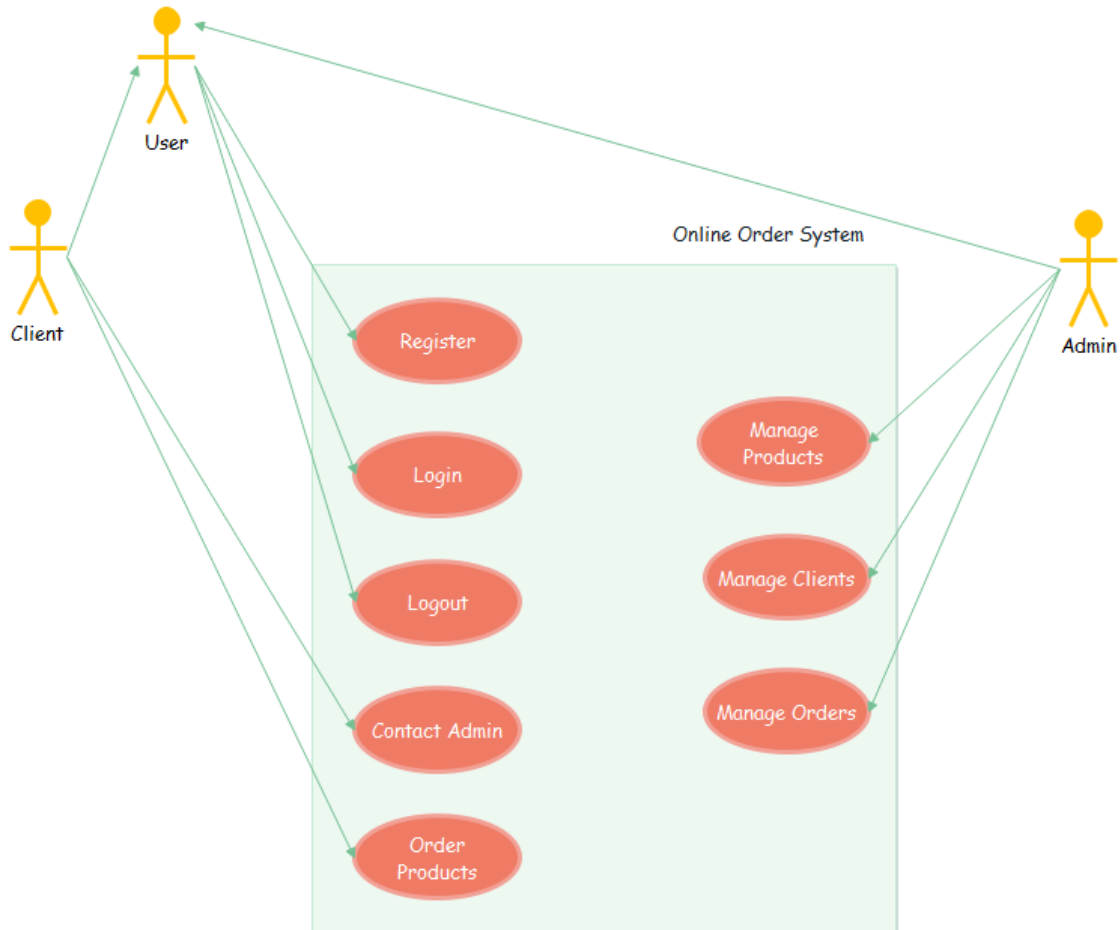 User
Client
Online Order System
Admin
Register
Manage
Products
Login
Manage Clients
Logout
Manage Orders
Contact Admin
Order
Products